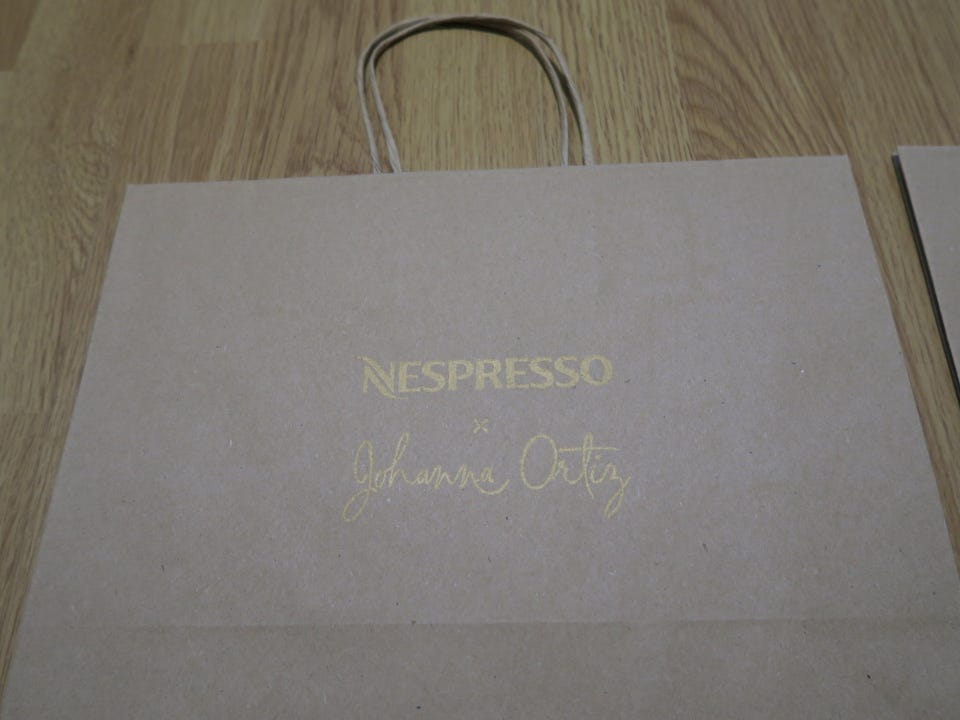 NESPRESSO
×
Johanna Ortiz